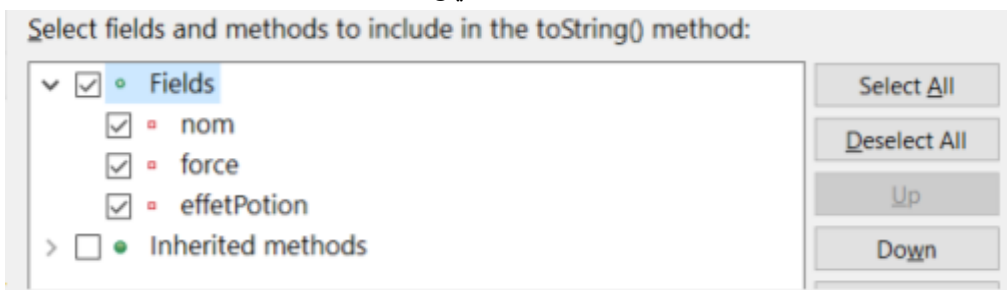 Select fields and methods to include in the toString() method:
Fields
Select All
nom
Deselect All
force
effetPotion
Up
Inherited methods
Down